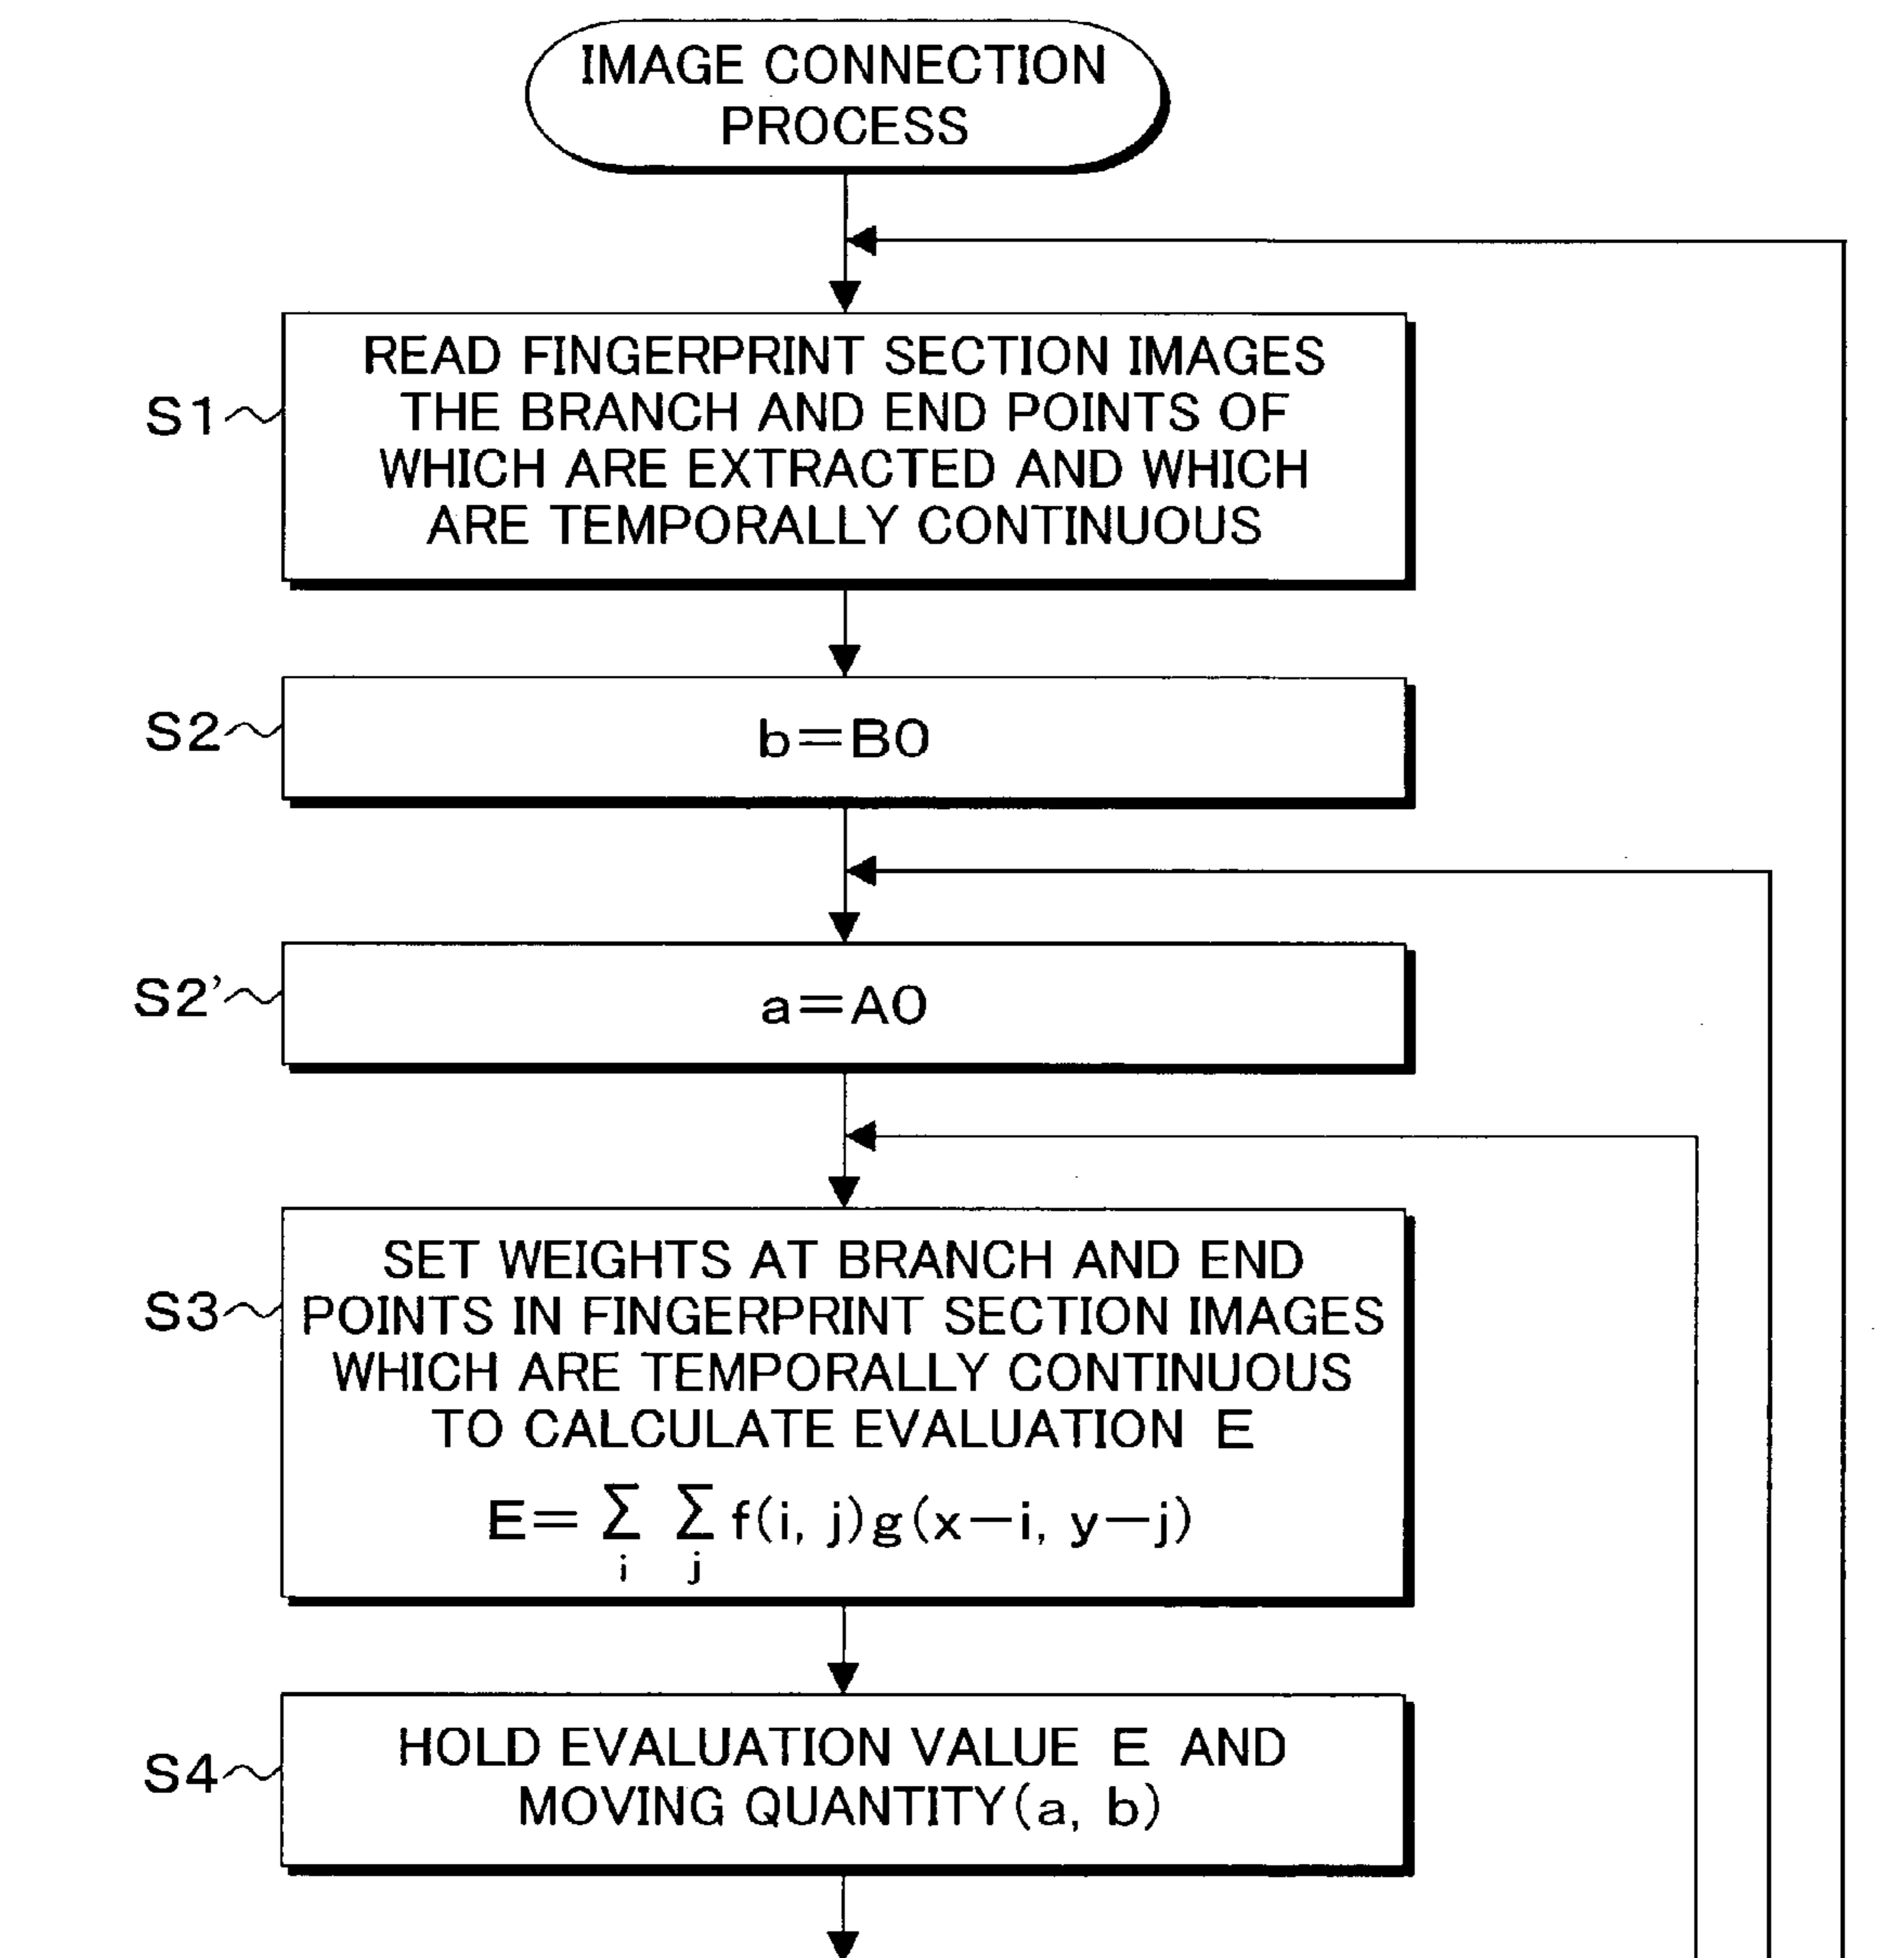 IMAGE CONNECTION
PROCESS
S1
READ FINGERPRINT SECTION IMAGES
THE BRANCH AND END POINTS OF
WHICH ARE EXTRACTED AND WHICH
ARE TEMPORALLY CONTINUOUS
S2
b=B0
S2'
a=A0
S3
SET WEIGHTS AT BRANCH AND END
POINTS IN FINGERPRINT SECTION IMAGES
WHICH ARE TEMPORALLY CONTINUOUS
TO CALCULATE EVALUATION E
E= Σ Σ f(i, j)g(x−i, y−j)
i j
S4
HOLD EVALUATION VALUE E AND
MOVING QUANTITY(a, b)